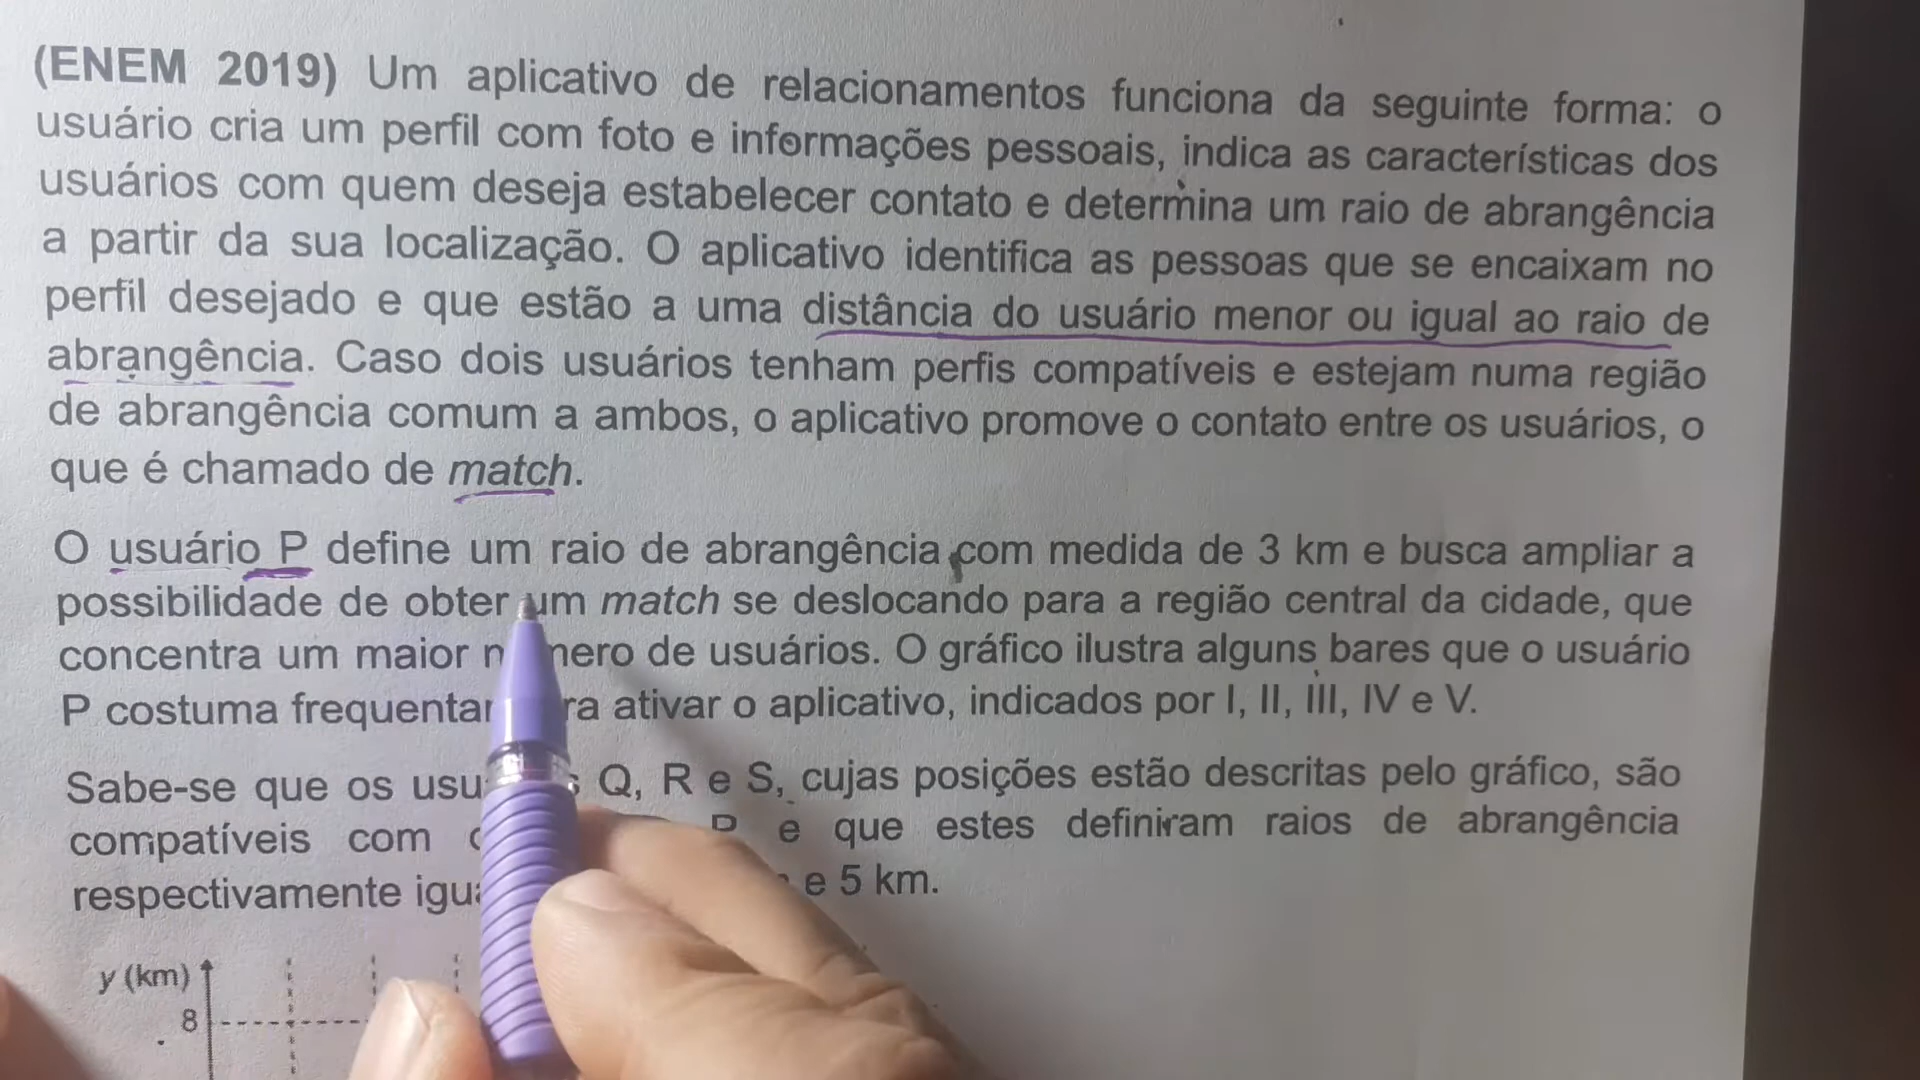 (ENEM 2019) Um aplicativo de relacionamentos funciona da seguinte forma: o
usuário cria um perfil com foto e informações pessoais, indica as características dos
usuários com quem deseja estabelecer contato e determina um raio de abrangência
a partir da sua localização. O aplicativo identifica as pessoas que se encaixam no
perfil desejado e que estão a uma distância do usuário menor ou igual ao raio de
abrangência. Caso dois usuários tenham perfis compatíveis e estejam numa região
de abrangência comum a ambos, o aplicativo promove o contato entre os usuários, o
que é chamado de match.
O usuário P define um raio de abrangência com medida de 3 km e busca ampliar a
possibilidade de obter um match se deslocando para a região central da cidade, que
concentra um maior de usuários. O gráfico ilustra alguns bares que o usuário
P costuma ativar o aplicativo, indicados por I, II, III, IV e V.
Sabe-se que os Q, R e S, cujas posições estão descritas pelo gráfico, são
compatíveis com P e que estes definiram raios de abrangência
respectivamente e 5 km.
y (km)
8